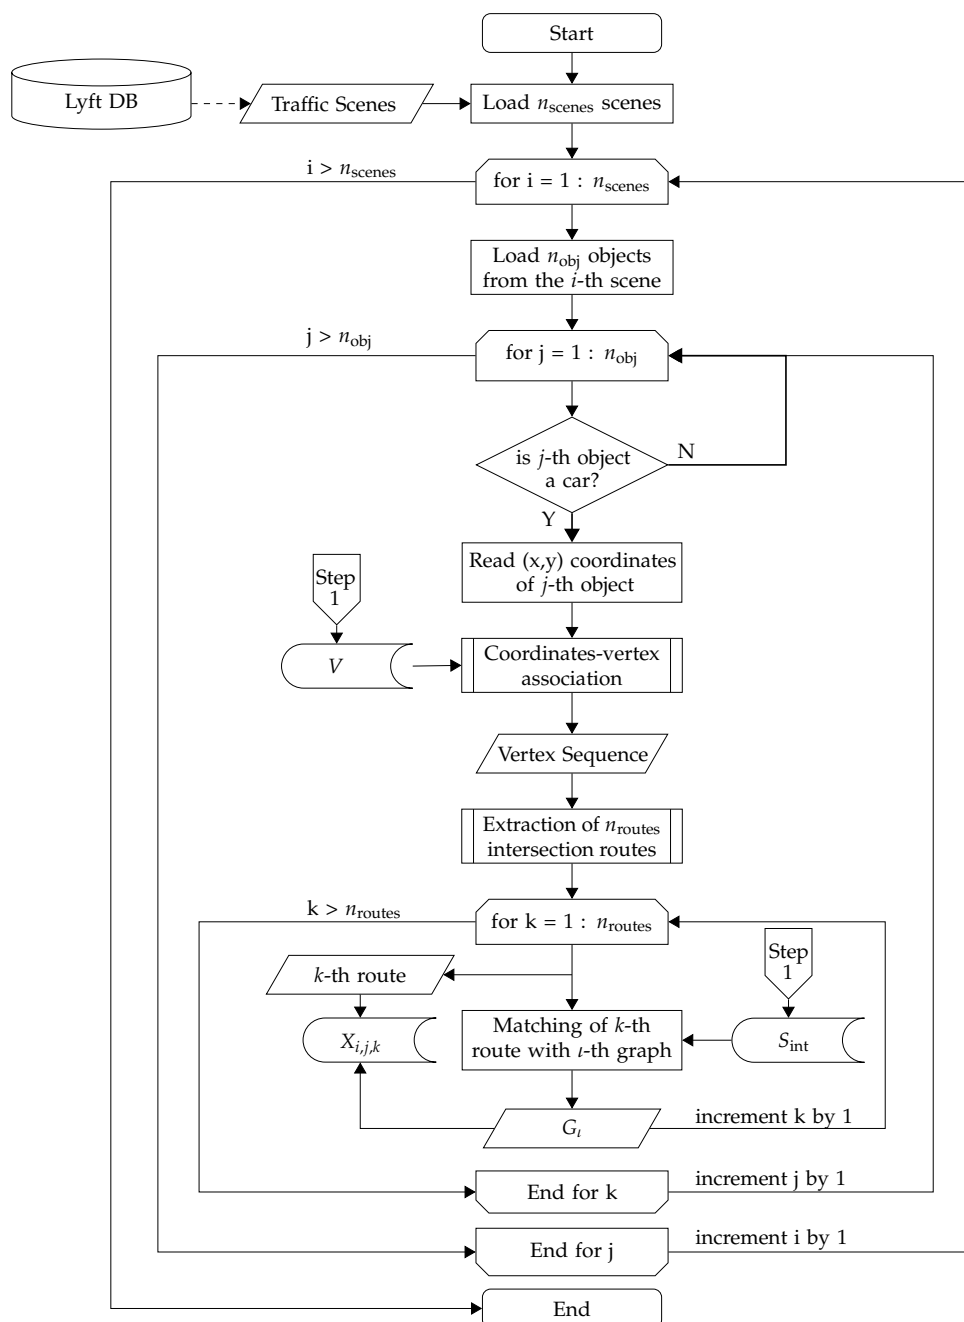 Start
Lyft DB
Traffic Scenes
Load n_scenes scenes
i > n_scenes
for i = 1 : n_scenes
Load n_obj objects
from the i-th scene
j > n_obj
for j = 1 : n_obj
is j-th object
a car?
N
Y
Read (x,y) coordinates
of j-th object
Step
1
V
Coordinates-vertex
association
Vertex Sequence
Extraction of n_routes
intersection routes
k > n_routes
for k = 1 : n_routes
k-th route
Step
1
X_i,j,k
Matching of k-th
route with ι-th graph
S_int
G_ι
increment k by 1
End for k
increment j by 1
End for j
increment i by 1
End